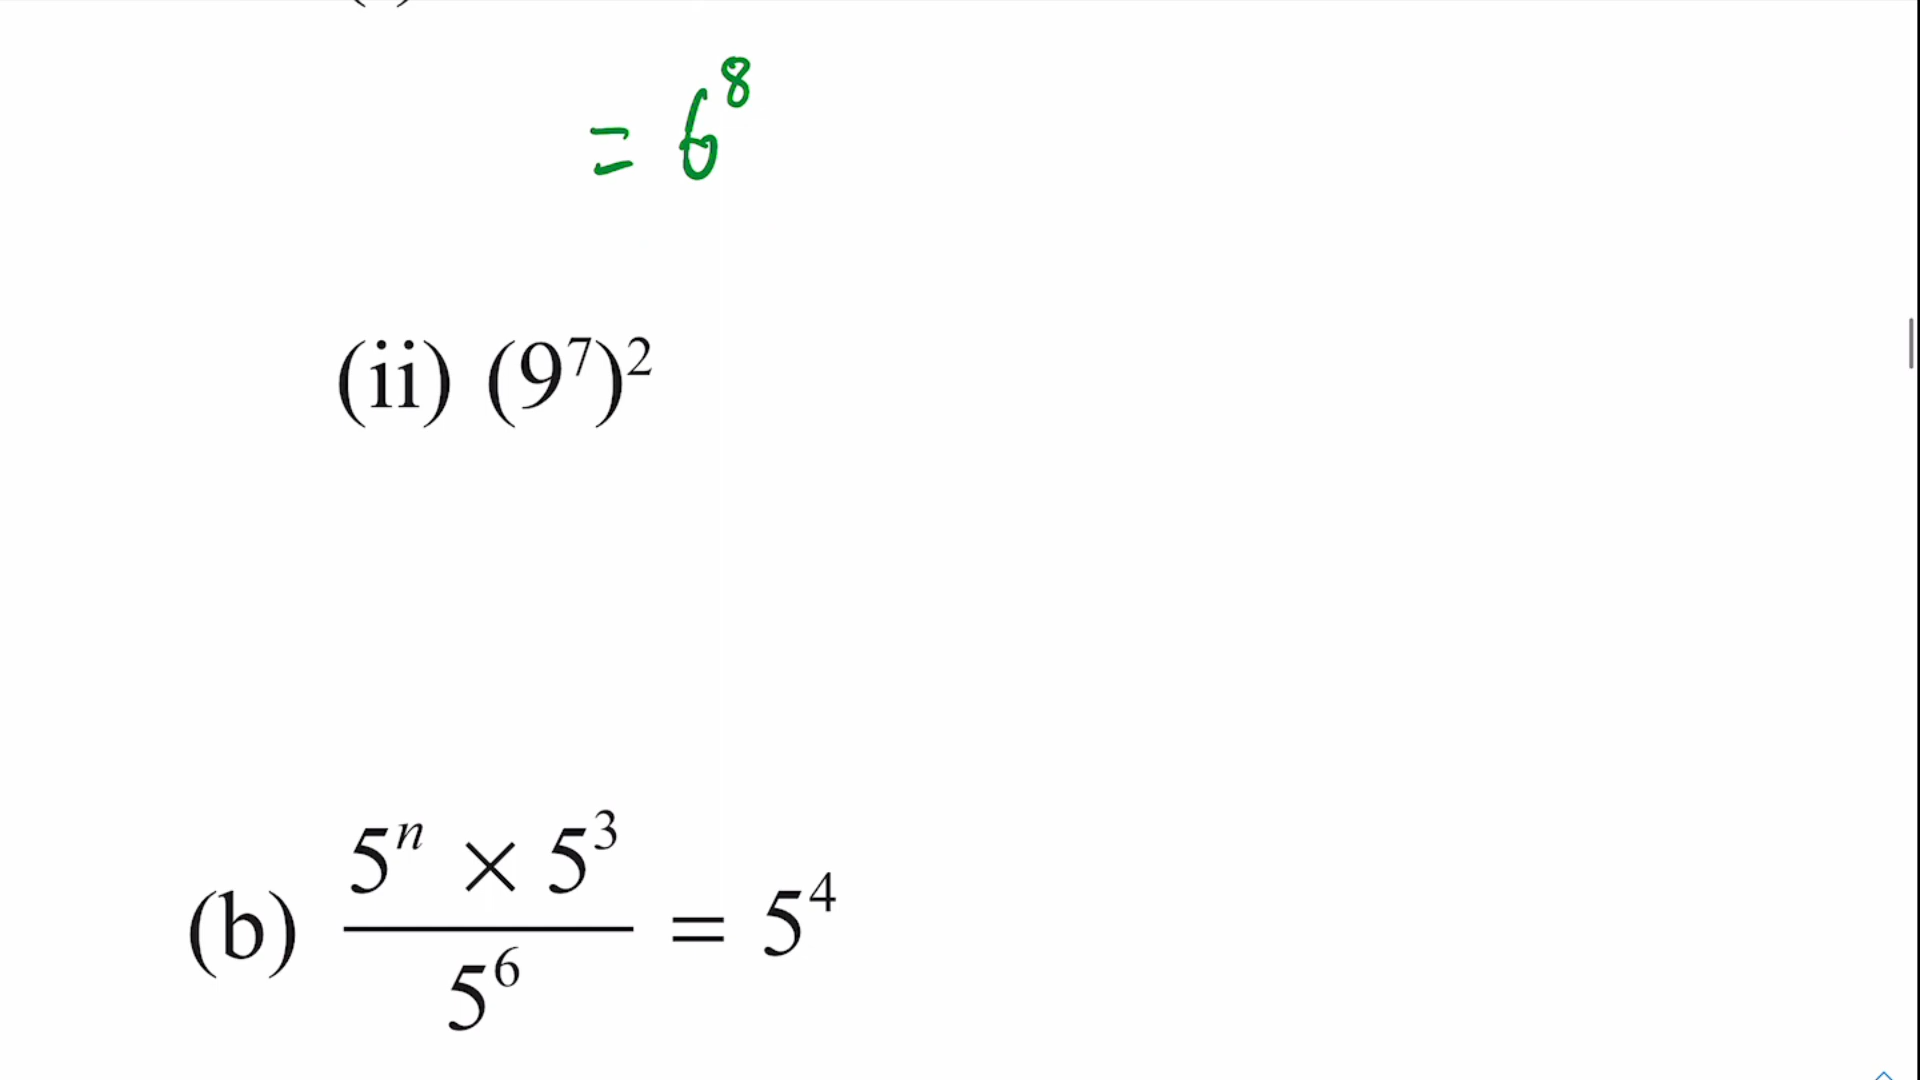 = 6⁸
(ii) (9⁷)²
(b) 5ⁿ × 5³ / 5⁶ = 5⁴